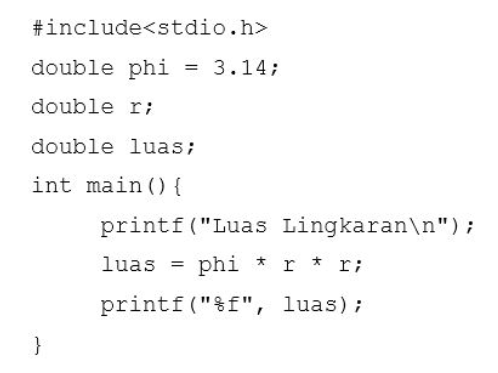 #include<stdio.h>
double phi = 3.14;
double r;
double luas;
int main(){
printf("Luas Lingkaran\n");
luas = phi * r * r;
printf("%f", luas);
}